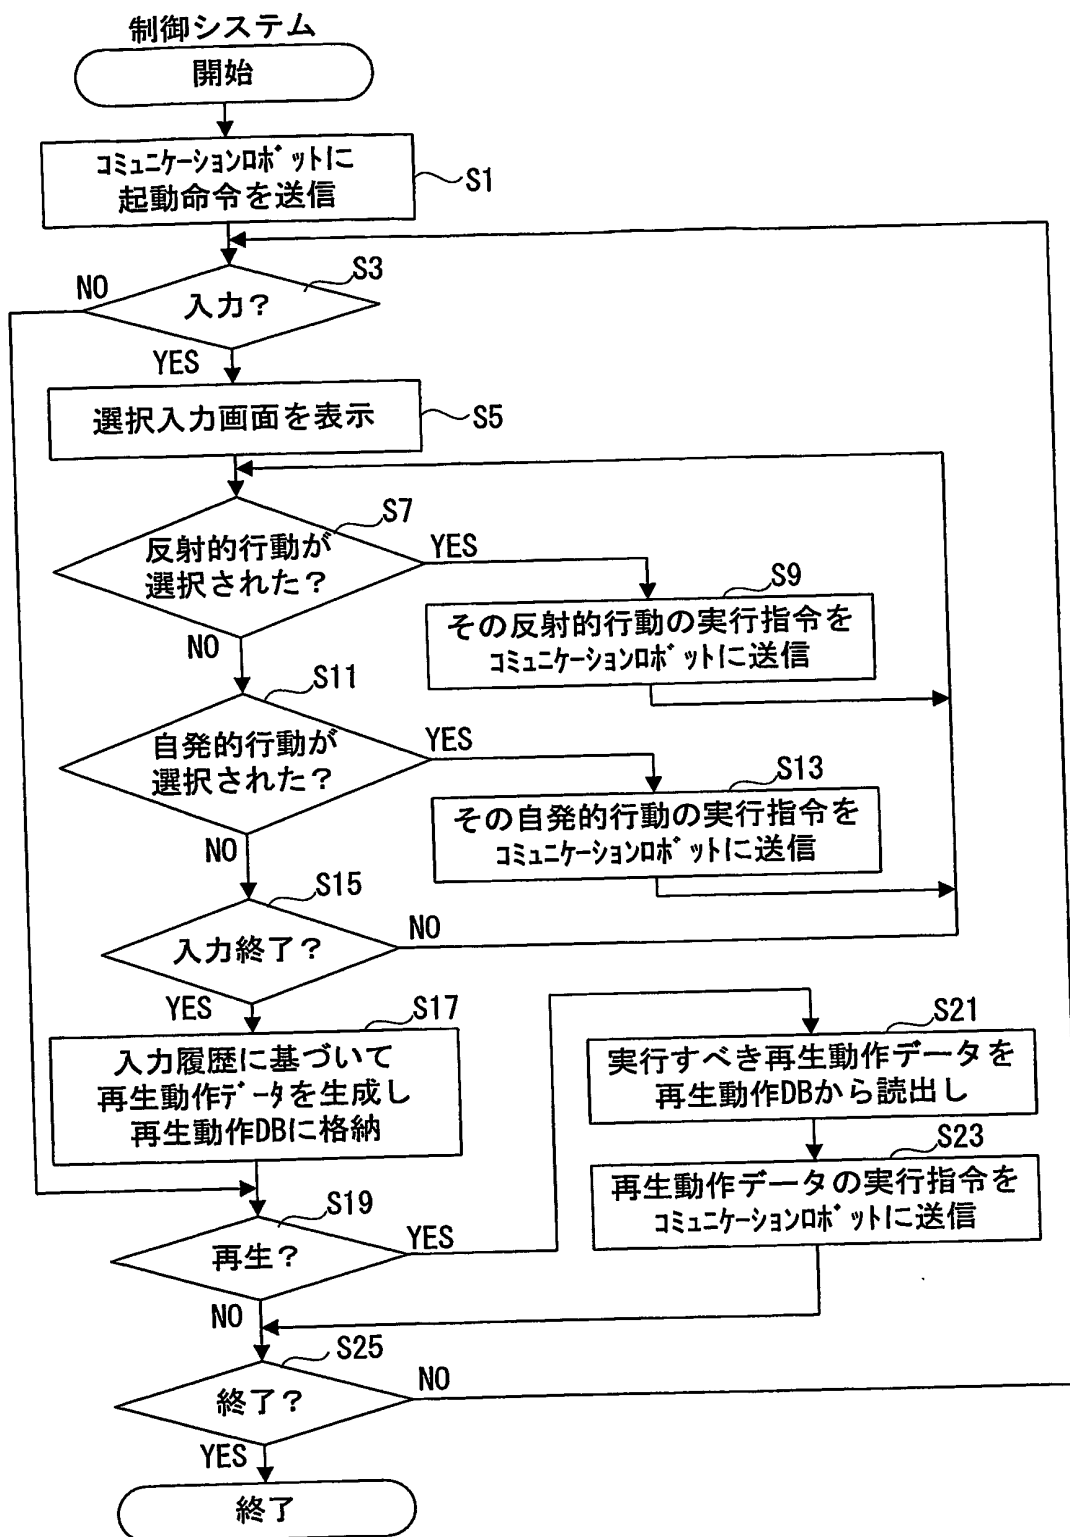 制御システム
開始
コミュニケーションロボットに
起動命令を送信
S1
S3
NO
入力？
YES
選択入力画面を表示
S5
S7
反射的行動が
選択された？
YES
NO
S9
その反射的行動の実行指令を
コミュニケーションロボットに送信
S11
自発的行動が
選択された？
YES
NO
S13
その自発的行動の実行指令を
コミュニケーションロボットに送信
S15
入力終了？
NO
YES
S17
入力履歴に基づいて
再生動作データを生成し
再生動作DBに格納
S21
実行すべき再生動作データを
再生動作DBから読出し
S23
再生動作データの実行指令を
コミュニケーションロボットに送信
S19
再生？
YES
NO
S25
終了？
NO
YES
終了